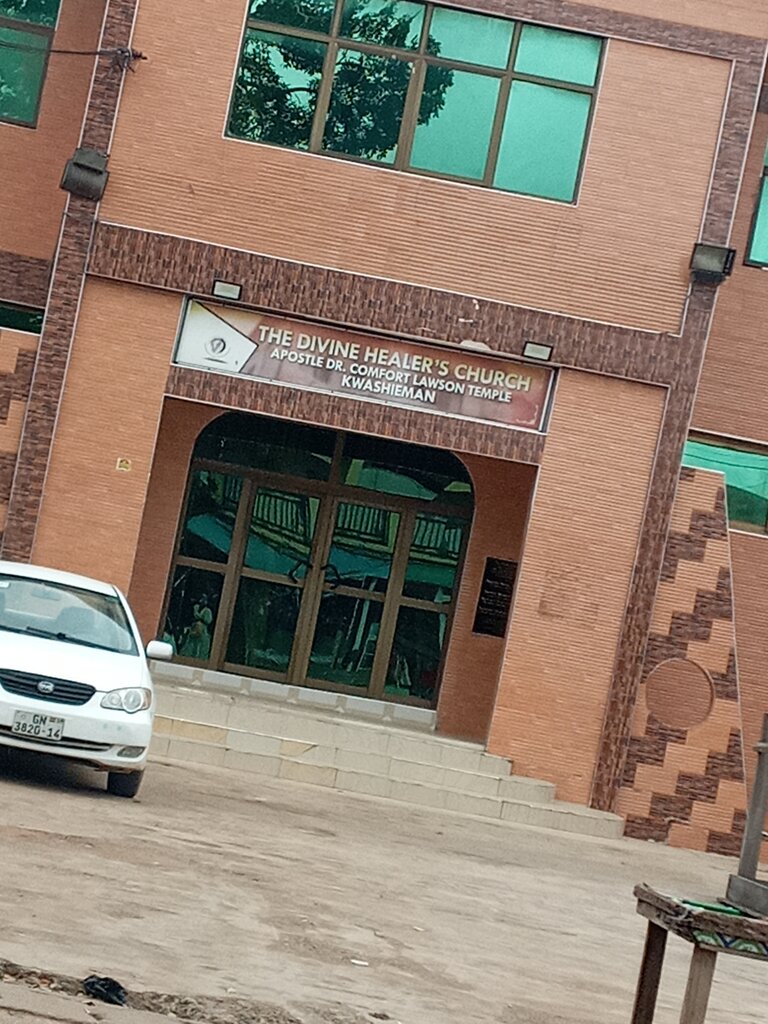 THE DIVINE HEALER'S CHURCH
APOSTLE DR. COMFORT LAWSON TEMPLE
KWASHIEMAN
GN
3820-14